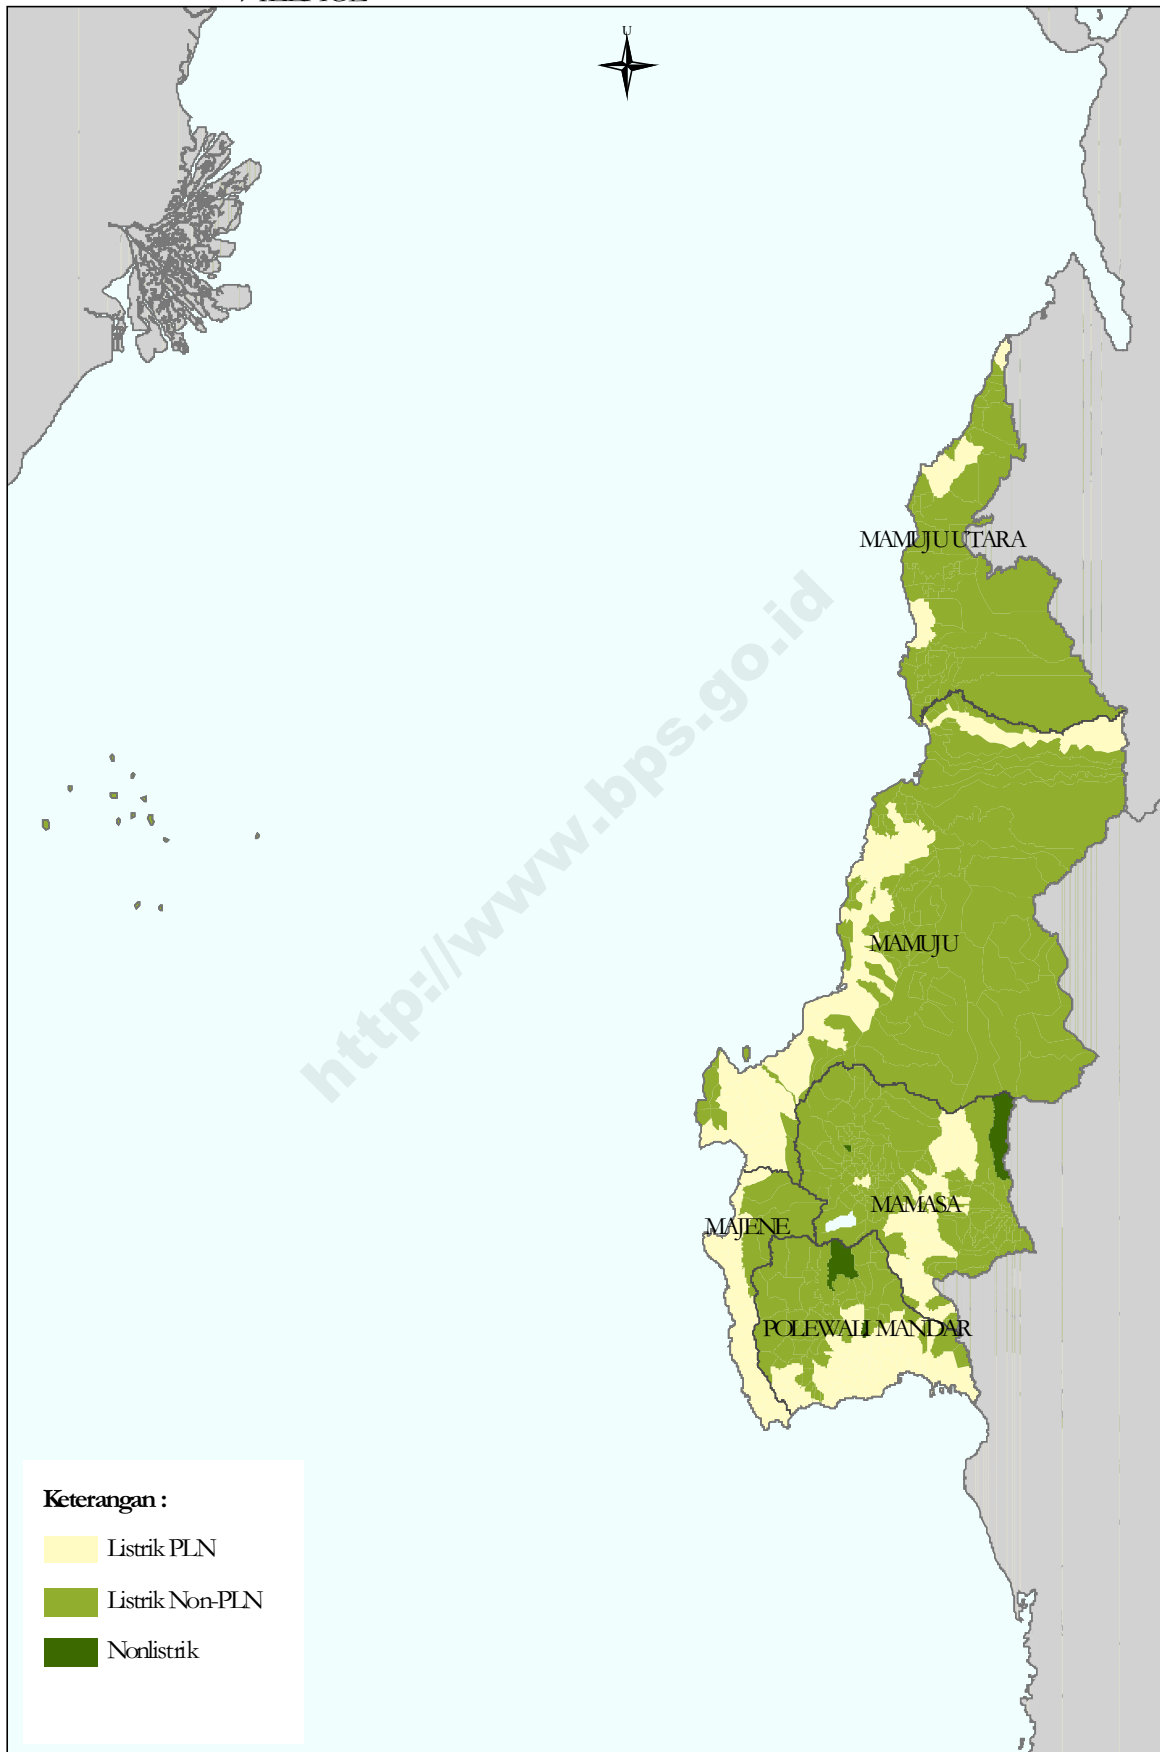 U
MAMUJU UTARA
http://www.bps.go.id
MAMUJU
MAMASA
MAJENE
POLEWALI MANDAR
Keterangan :
Listrik PLN
Listrik Non-PLN
Nonlistrik